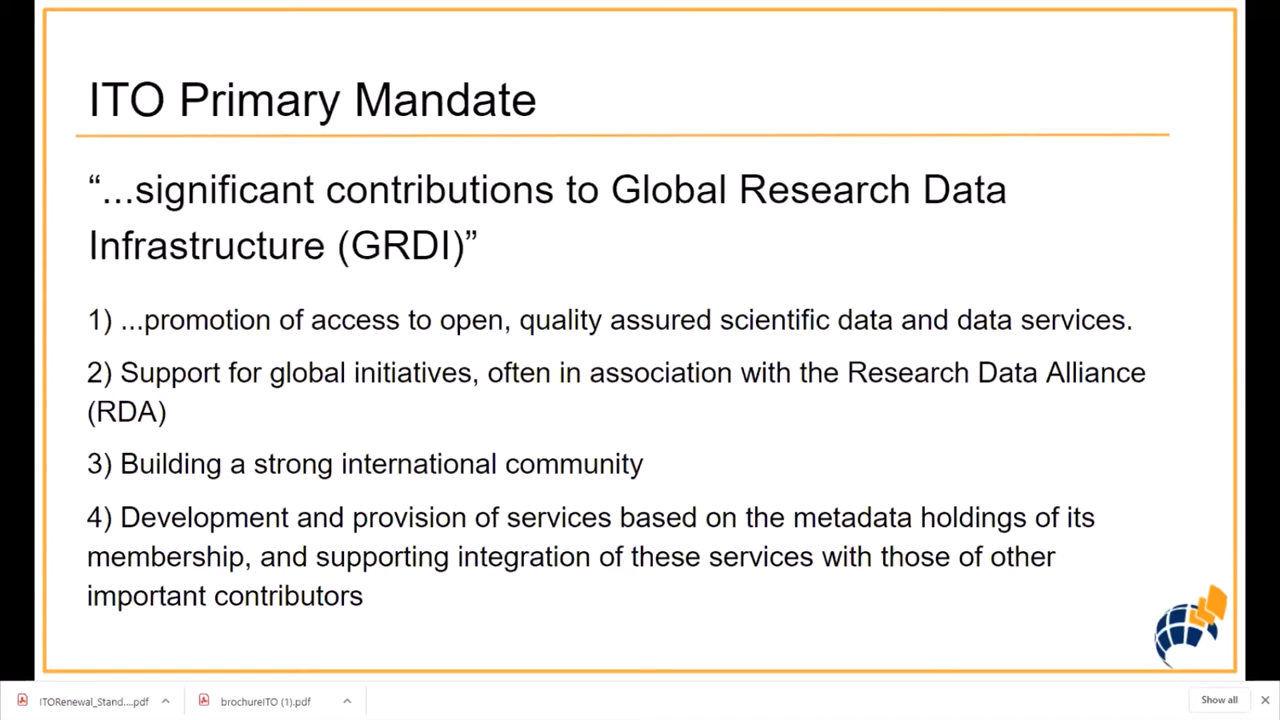 ITO Primary Mandate
“...significant contributions to Global Research Data
Infrastructure (GRDI)”
1) ...promotion of access to open, quality assured scientific data and data services.
2) Support for global initiatives, often in association with the Research Data Alliance
(RDA)
3) Building a strong international community
4) Development and provision of services based on the metadata holdings of its
membership, and supporting integration of these services with those of other
important contributors
ITORenewal_Stand....pdf
brochureITO (1).pdf
Show all